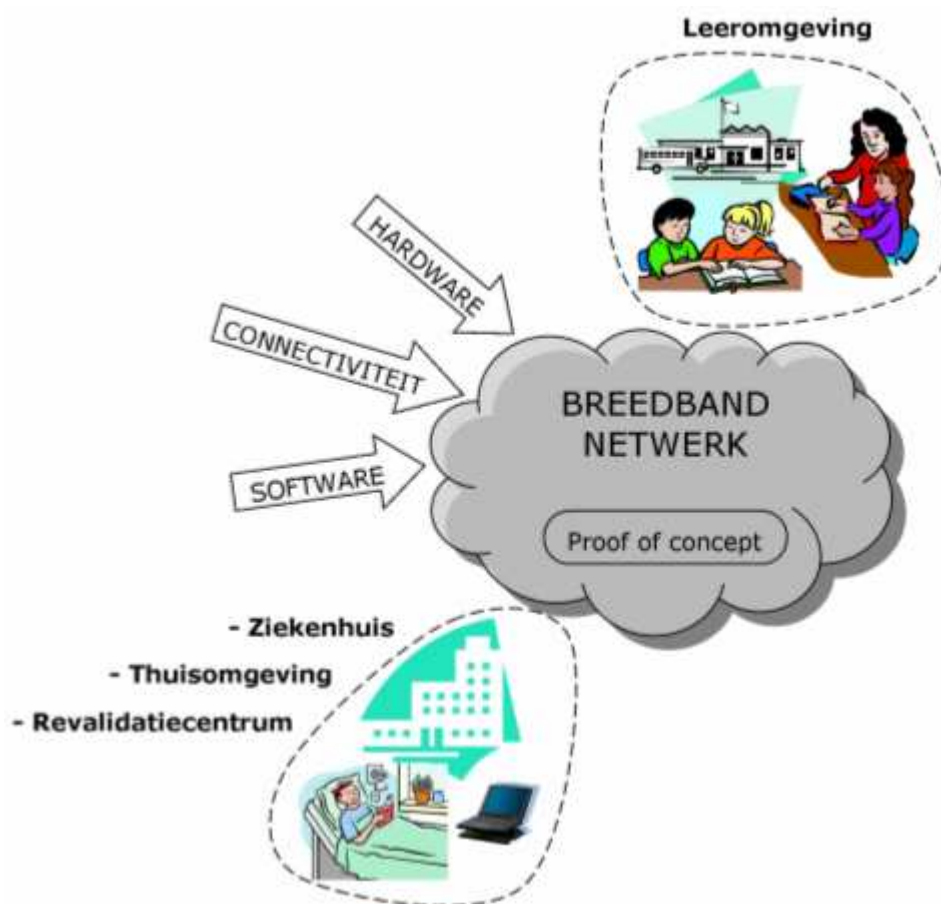 Leeromgeving
HARDWARE
CONNECTIVITEIT
SOFTWARE
BREEDBAND
NETWERK
Proof of concept
- Ziekenhuis
- Thuisomgeving
- Revalidatiecentrum